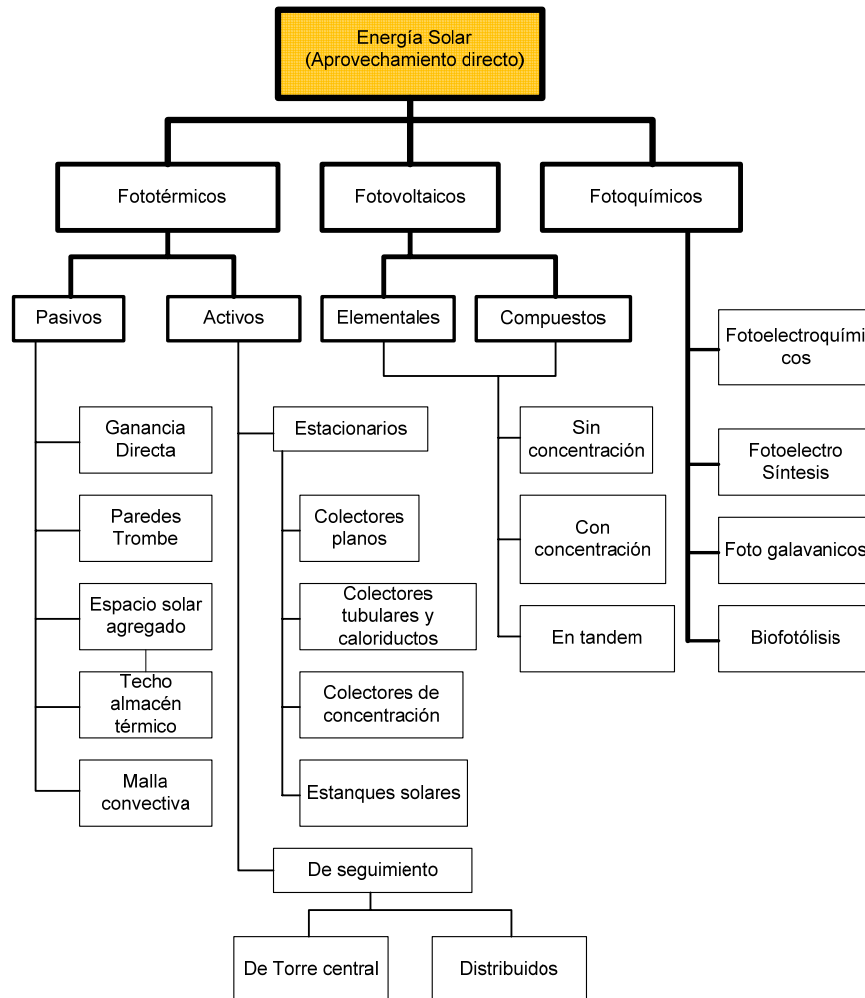 Energía Solar
(Aprovechamiento directo)
Fototérmicos
Fotovoltaicos
Fotoquímicos
Pasivos
Activos
Elementales
Compuestos
Fotoelectroquími
cos
Ganancia
Directa
Estacionarios
Sin
concentración
Fotoelectro
Síntesis
Paredes
Trombe
Colectores
planos
Con
concentración
Foto galavanicos
Espacio solar
agregado
Colectores
tubulares y
caloriductos
En tandem
Biofotólisis
Techo
almacén
térmico
Colectores de
concentración
Malla
convectiva
Estanques solares
De seguimiento
De Torre central
Distribuidos